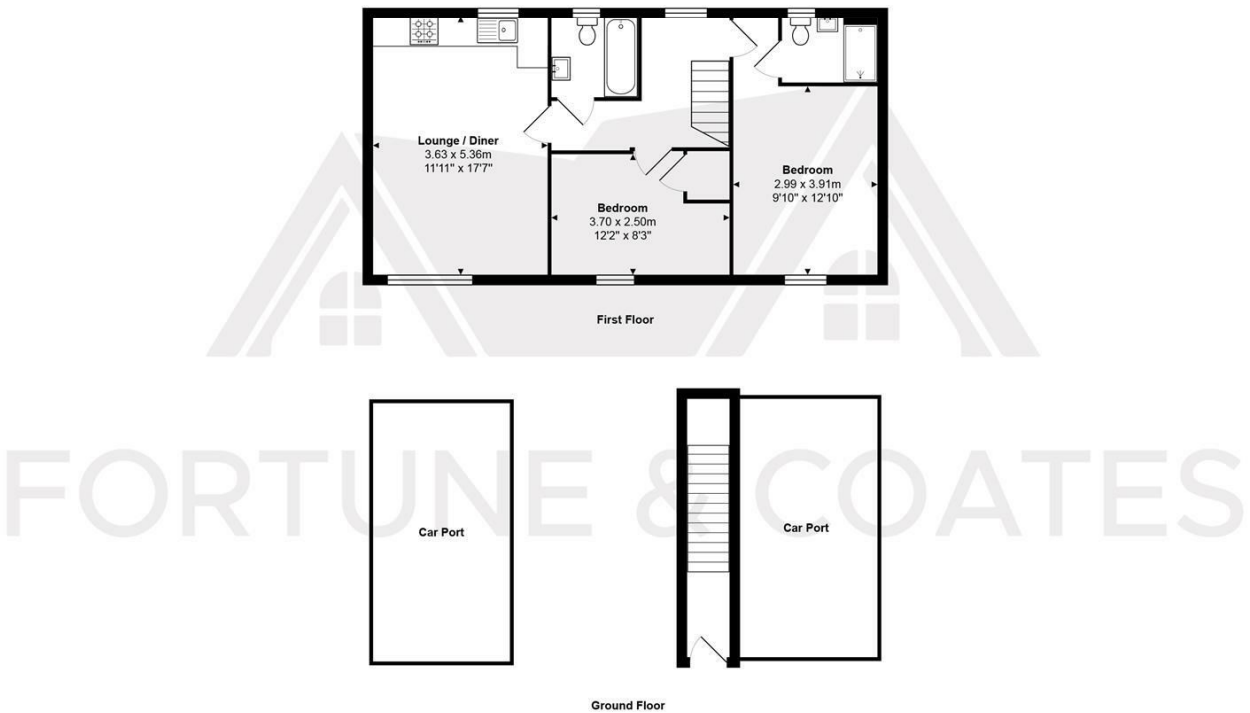 Lounge / Diner
3.63 x 5.36m
11'11" x 17'7"
Bedroom
3.70 x 2.50m
12'2" x 8'3"
Bedroom
2.99 x 3.91m
9'10" x 12'10"
First Floor
FORTUNE & COATES
Car Port
Car Port
Ground Floor